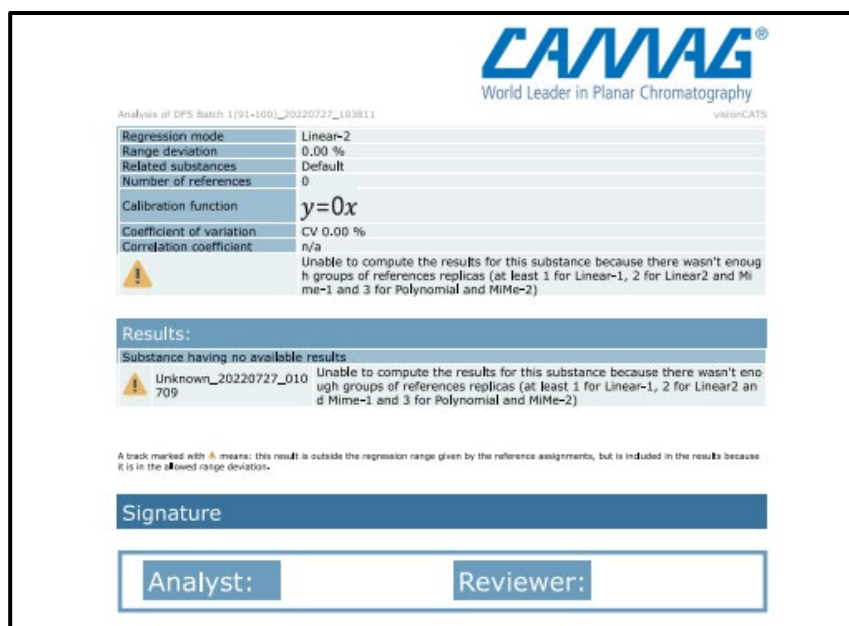 CAMAG®
World Leader in Planar Chromatography
Analysis of DFS Batch 1(91-100)_20220727_103811 visionCATS
Regression mode Linear-2
Range deviation 0.00 %
Related substances Default
Number of references 0
Calibration function y=0x
Coefficient of variation CV 0.00 %
Correlation coefficient n/a
Unable to compute the results for this substance because there wasn't enoug
h groups of references replicas (at least 1 for Linear-1, 2 for Linear2 and Mi
me-1 and 3 for Polynomial and MiMe-2)
Results:
Substance having no available results
Unknown_20220727_010
709
Unable to compute the results for this substance because there wasn't eno
ugh groups of references replicas (at least 1 for Linear-1, 2 for Linear2 an
d Mime-1 and 3 for Polynomial and MiMe-2)
A track marked with ⚠ means: this result is outside the regression range given by the reference assignments, but is included in the results because
it is in the allowed range deviation.
Signature
Analyst: Reviewer: